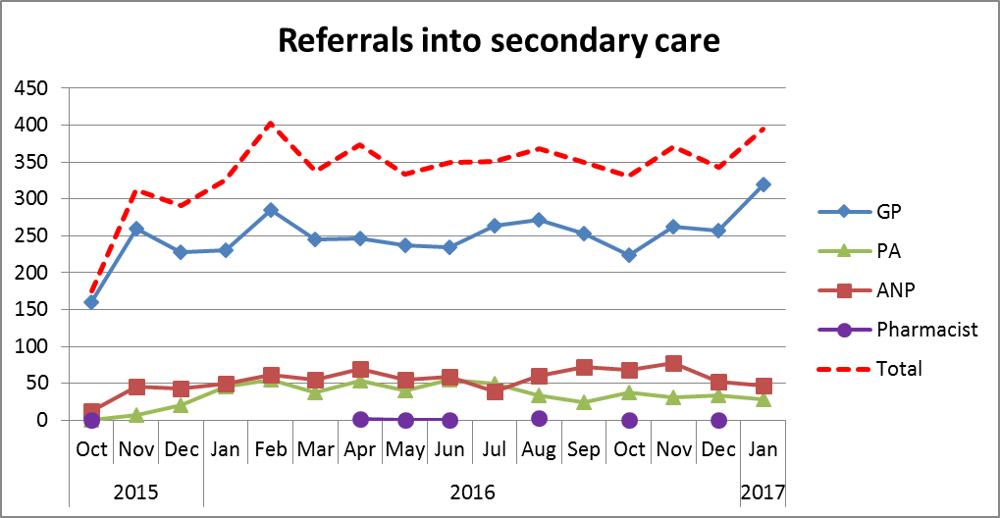 Referrals into secondary care
450
400
350
300
250
200
150
100
50
0
Oct Nov Dec Jan Feb Mar Apr May Jun Jul Aug Sep Oct Nov Dec Jan
2015 2016 2017
GP
PA
ANP
Pharmacist
Total